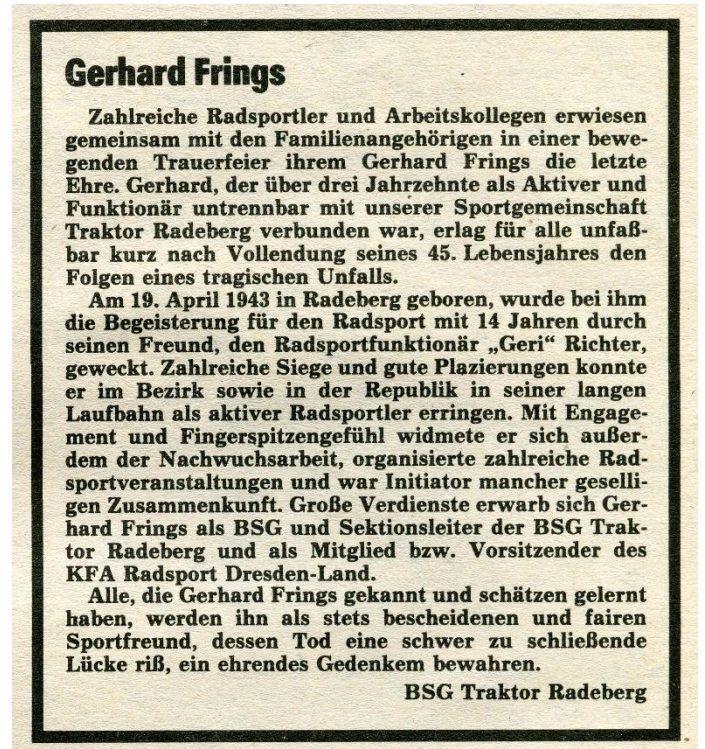 Gerhard Frings
Zahlreiche Radsportler und Arbeitskollegen erwiesen
gemeinsam mit den Familienangehörigen in einer bewe-
genden Trauerfeier ihrem Gerhard Frings die letzte
Ehre. Gerhard, der über drei Jahrzehnte als Aktiver und
Funktionär untrennbar mit unserer Sportgemeinschaft
Traktor Radeberg verbunden war, erlag für alle unfaß-
bar kurz nach Vollendung seines 45. Lebensjahres den
Folgen eines tragischen Unfalls.
Am 19. April 1943 in Radeberg geboren, wurde bei ihm
die Begeisterung für den Radsport mit 14 Jahren durch
seinen Freund, den Radsportfunktionär „Geri“ Richter,
geweckt. Zahlreiche Siege und gute Plazierungen konnte
er im Bezirk sowie in der Republik in seiner langen
Laufbahn als aktiver Radsportler erringen. Mit Engage-
ment und Fingerspitzengefühl widmete er sich außer-
dem der Nachwuchsarbeit, organisierte zahlreiche Rad-
sportveranstaltungen und war Initiator mancher geselli-
gen Zusammenkunft. Große Verdienste erwarb sich Ger-
hard Frings als BSG und Sektionsleiter der BSG Trak-
tor Radeberg und als Mitglied bzw. Vorsitzender des
KFA Radsport Dresden-Land.
Alle, die Gerhard Frings gekannt und schätzen gelernt
haben, werden ihn als stets bescheidenen und fairen
Sportfreund, dessen Tod eine schwer zu schließende
Lücke riß, ein ehrendes Gedenkem bewahren.
BSG Traktor Radeberg